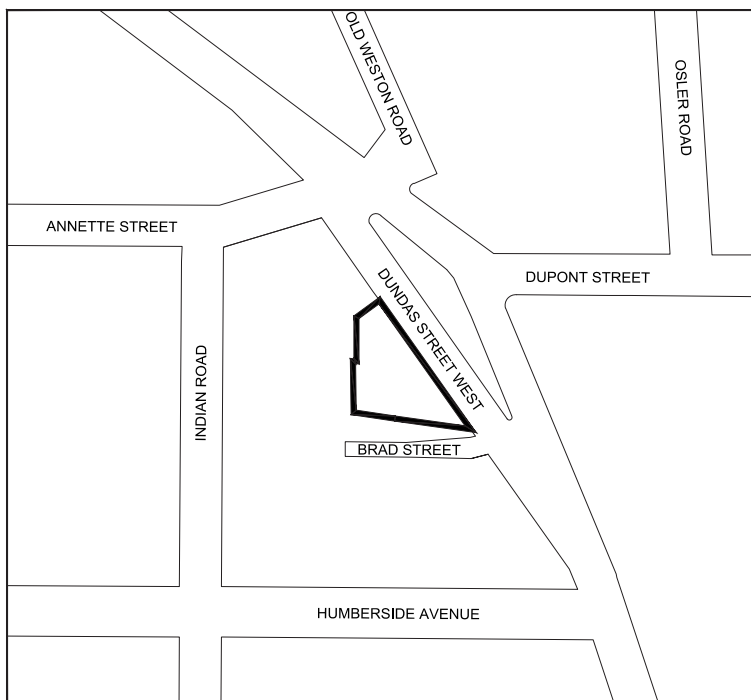 OLD WESTON ROAD
OSLER ROAD
ANNETTE STREET
DUPONT STREET
DUNDAS STREET WEST
INDIAN ROAD
BRAD STREET
HUMBERSIDE AVENUE